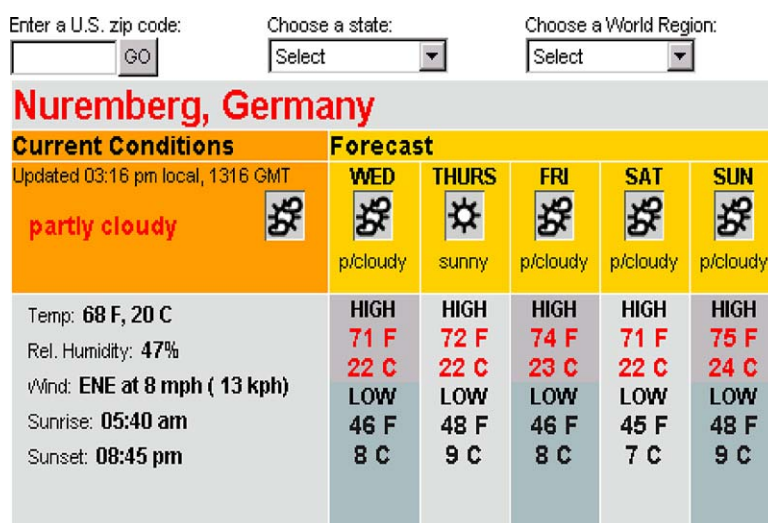 Enter a U.S. zip code: Choose a state: Choose a World Region:
GO Select Select
Nuremberg, Germany
Current Conditions Forecast
Updated 03:16 pm local, 1316 GMT WED THURS FRI SAT SUN
partly cloudy
p/cloudy sunny p/cloudy p/cloudy p/cloudy
Temp: 68 F, 20 C HIGH HIGH HIGH HIGH HIGH
71 F 72 F 74 F 71 F 75 F
Rel. Humidity: 47% 22 C 22 C 23 C 22 C 24 C
Wind: ENE at 8 mph ( 13 kph) LOW LOW LOW LOW LOW
Sunrise: 05:40 am 46 F 48 F 46 F 45 F 48 F
Sunset: 08:45 pm 8 C 9 C 8 C 7 C 9 C